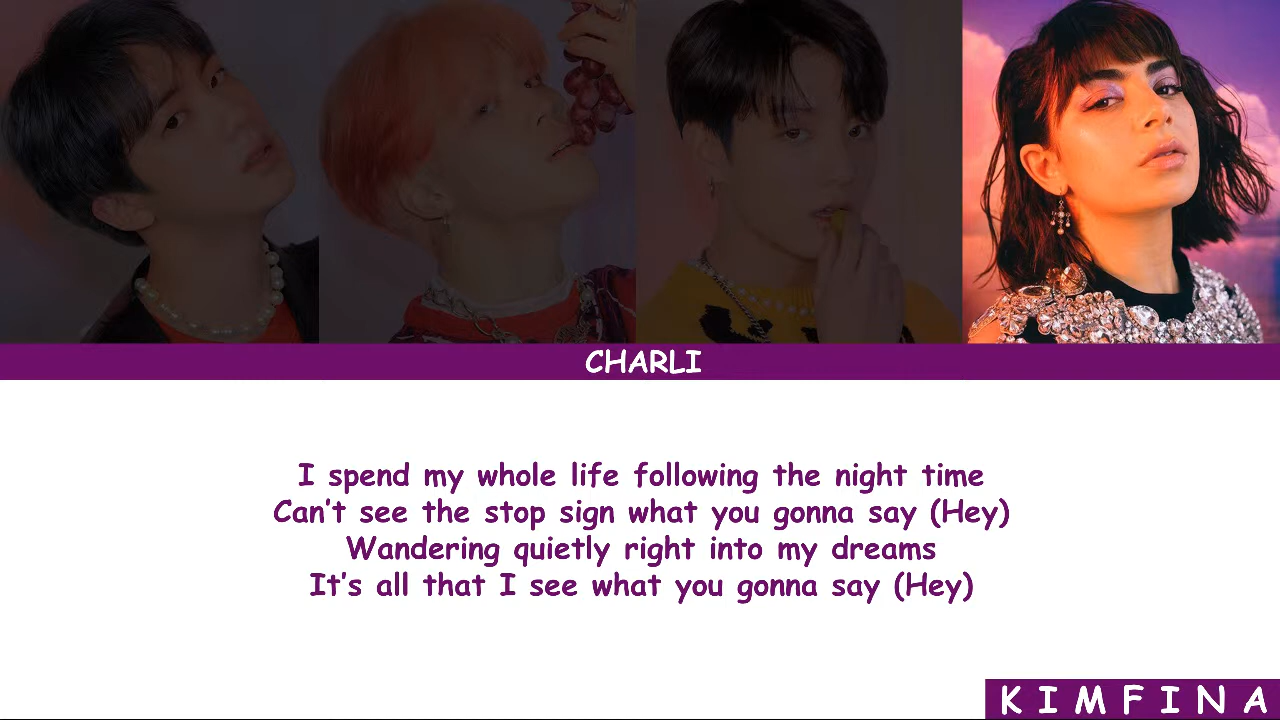 CHARLI
I spend my whole life following the night time
Can't see the stop sign what you gonna say (Hey)
Wandering quietly right into my dreams
It's all that I see what you gonna say (Hey)
KIMFINA